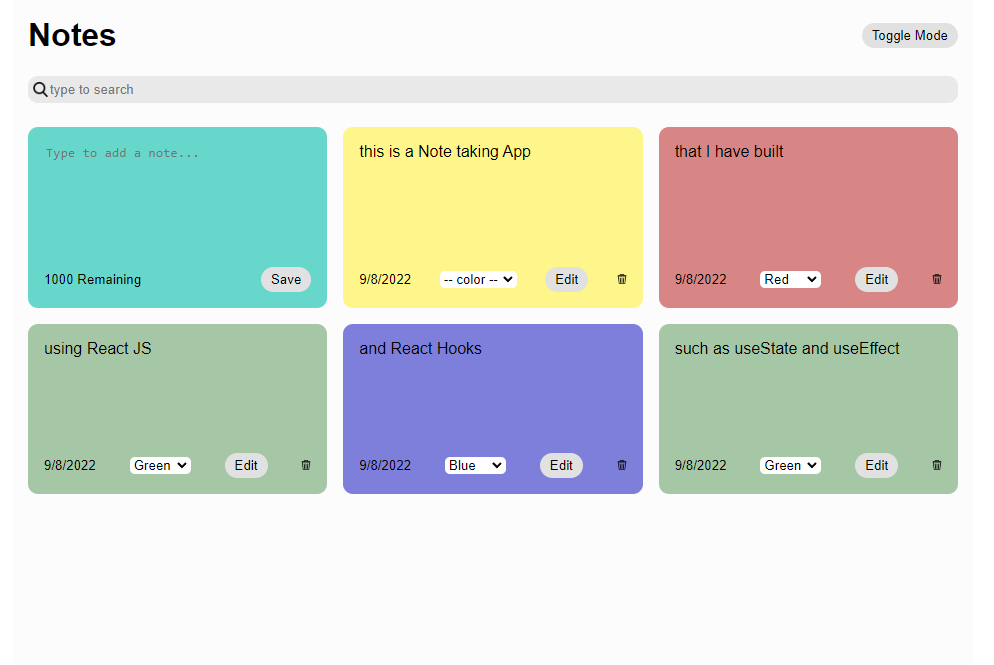 Notes
Toggle Mode
type to search
Type to add a note...
this is a Note taking App
that I have built
1000 Remaining
Save
9/8/2022
-- color --
Edit
9/8/2022
Red
Edit
using React JS
and React Hooks
such as useState and useEffect
9/8/2022
Green
Edit
9/8/2022
Blue
Edit
9/8/2022
Green
Edit